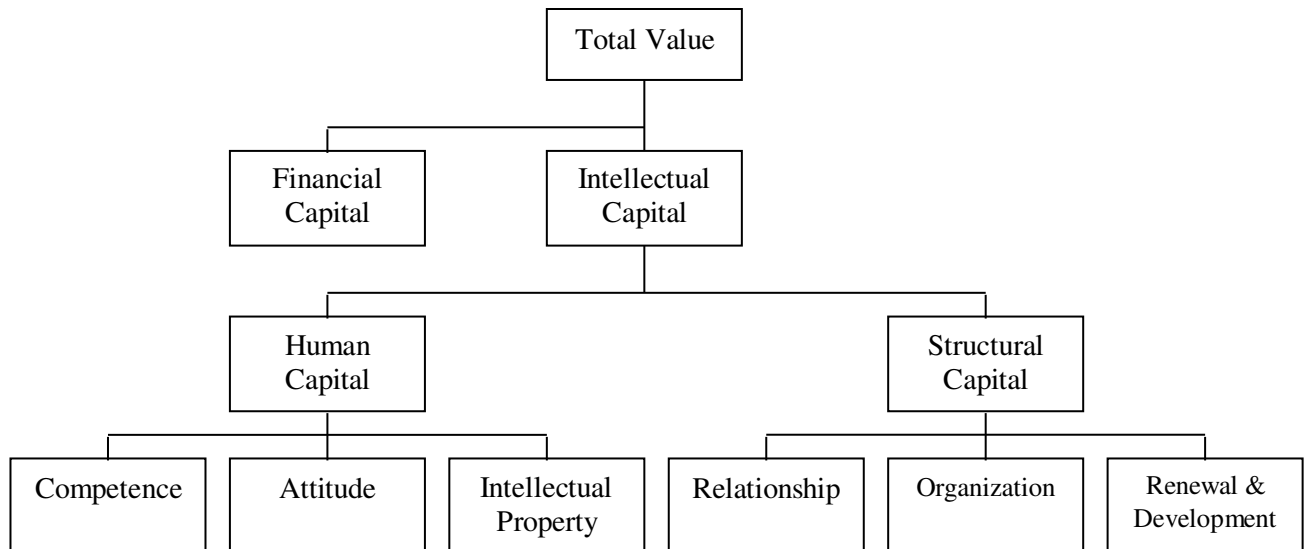 Total Value
Financial
Capital
Intellectual
Capital
Human
Capital
Structural
Capital
Competence
Attitude
Intellectual
Property
Relationship
Organization
Renewal &
Development